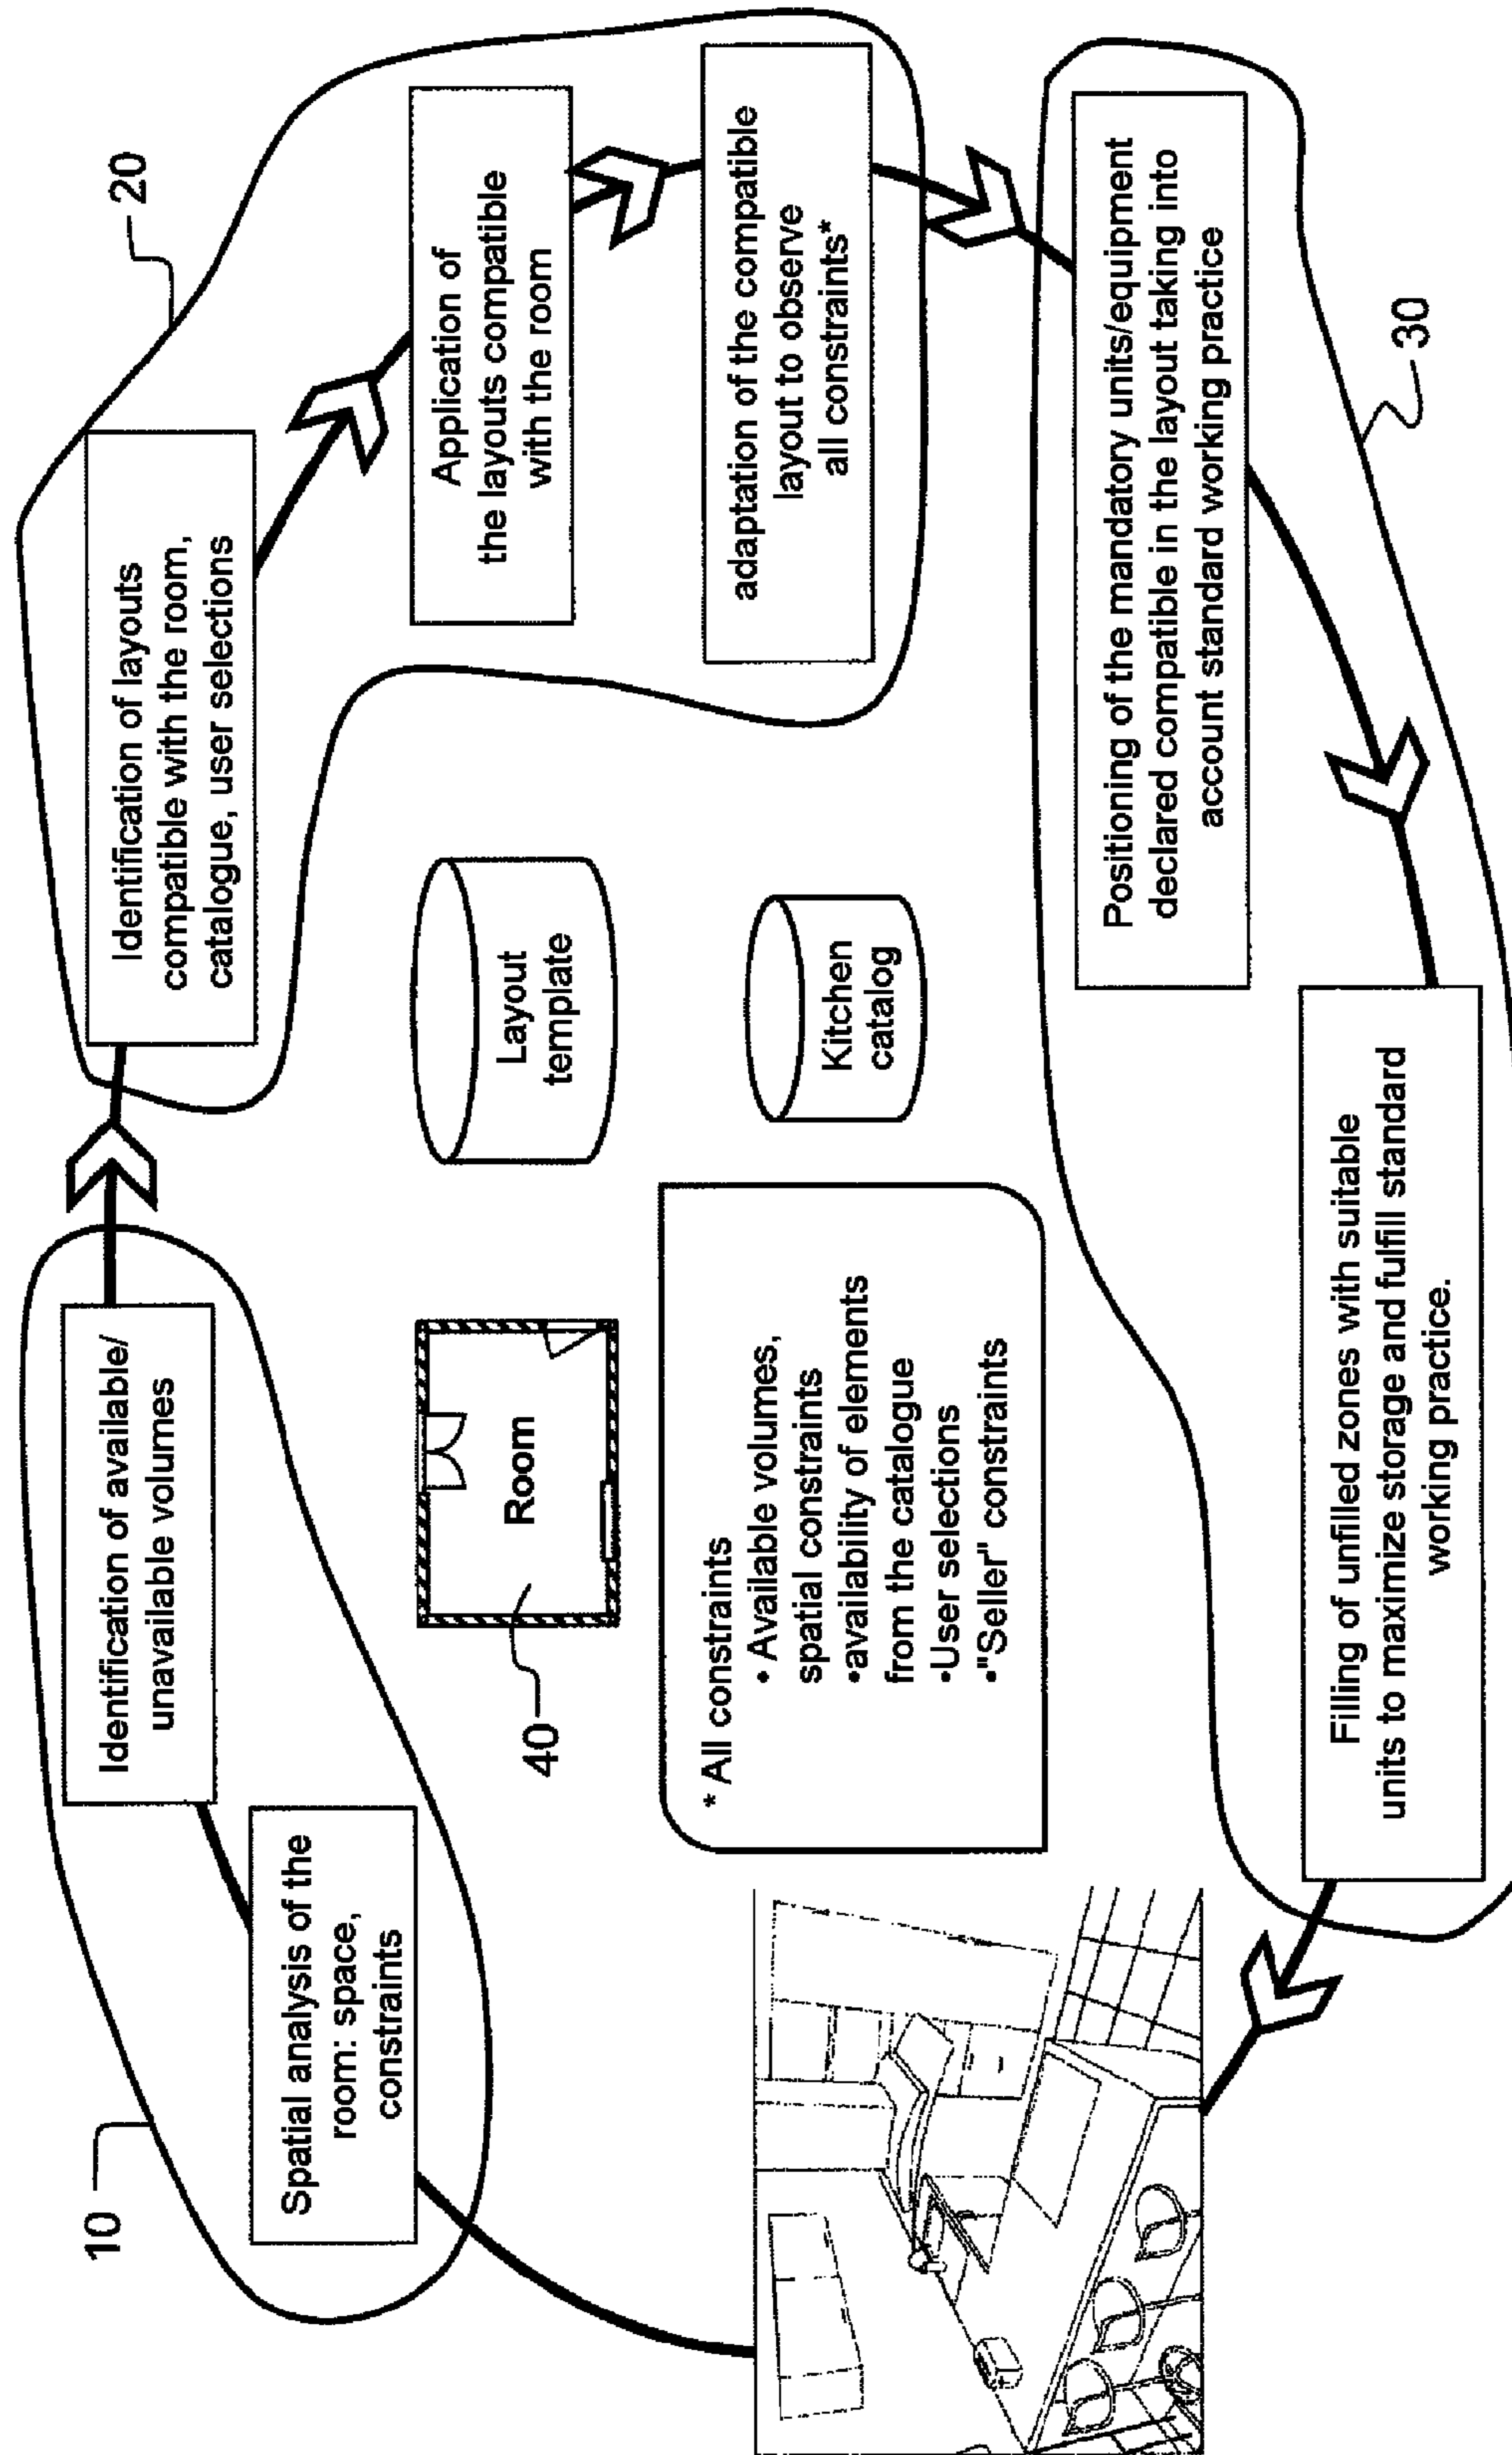 10
Spatial analysis of the
room: space,
constraints
Identification of available/
unavailable volumes
20
Identification of layouts
compatible with the room,
catalogue, user selections
Application of
the layouts compatible
with the room
adaptation of the compatible
layout to observe
all constraints*
40
Room
Layout
template
Kitchen
catalog
* All constraints
• Available volumes,
spatial constraints
•availability of elements
from the catalogue
•User selections
•"Seller" constraints
30
Positioning of the mandatory units/equipment
declared compatible in the layout taking into
account standard working practice
Filling of unfilled zones with suitable
units to maximize storage and fulfill standard
working practice.